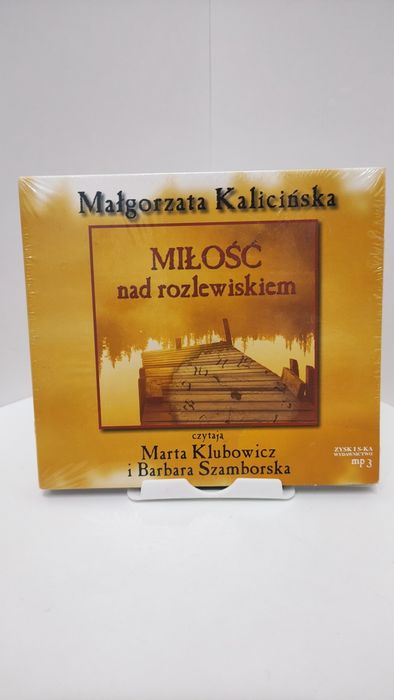 Małgorzata Kalicińska
MIŁOŚĆ
nad rozlewiskiem
czytają
Marta Klubowicz
i Barbara Szamborska
ZYSK I S-KA
WYDAWNICTWO
mp3